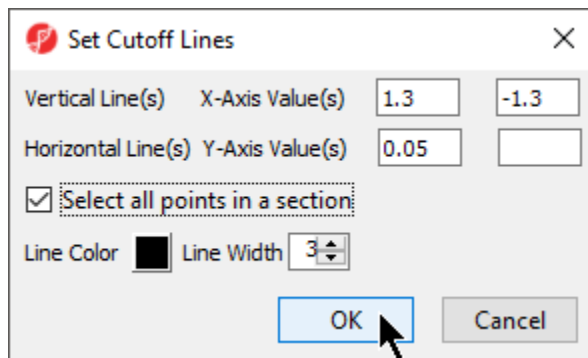 Set Cutoff Lines
Vertical Line(s) X-Axis Value(s) 1.3 -1.3
Horizontal Line(s) Y-Axis Value(s) 0.05
Select all points in a section
Line Color Line Width 3
OK Cancel